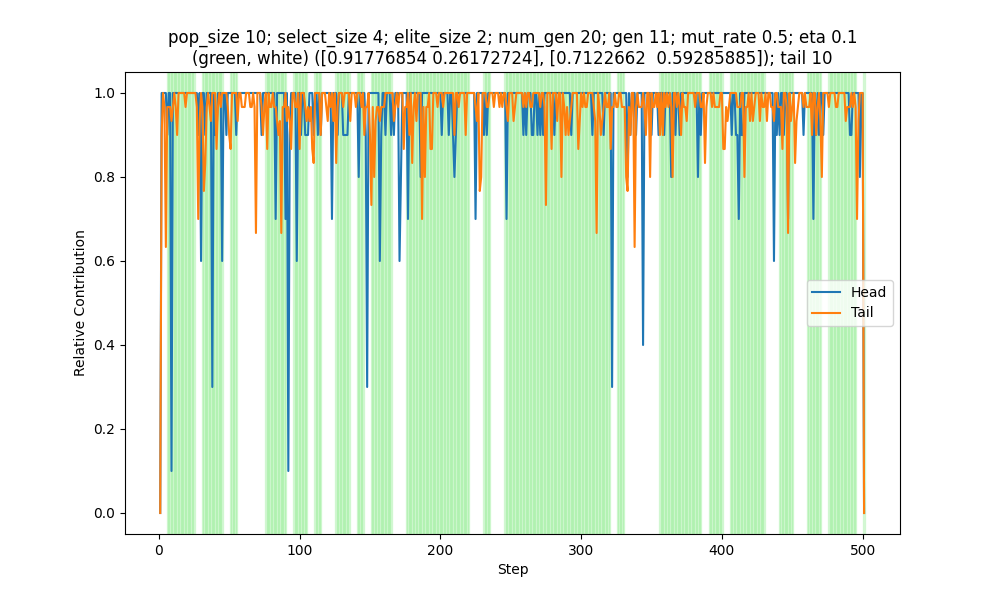 pop_size 10; select_size 4; elite_size 2; num_gen 20; gen 11; mut_rate 0.5; eta 0.1
(green, white) ([0.91776854 0.26172724], [0.7122662  0.59285885]); tail 10
1.0
0.8
0.6
0.4
0.2
0.0
Relative Contribution
Head
Tail
0 100 200 300 400 500
Step